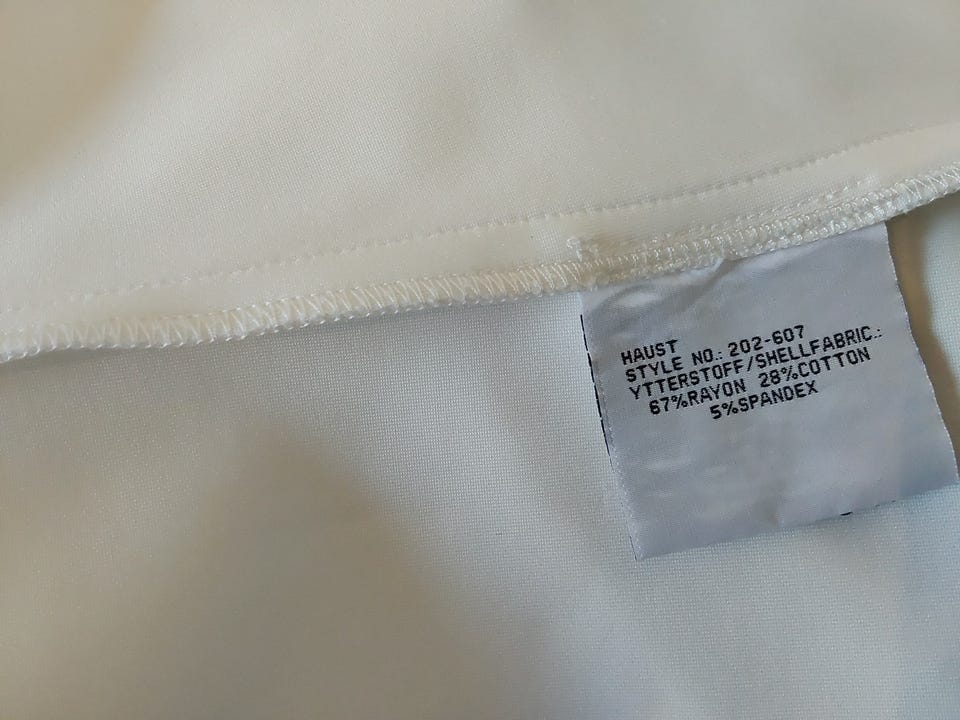 HAUST
STYLE NO.: 202-607
YTTERSTOFF/SHELLFABRIC.:
67%RAYON 28%COTTON
5%SPANDEX